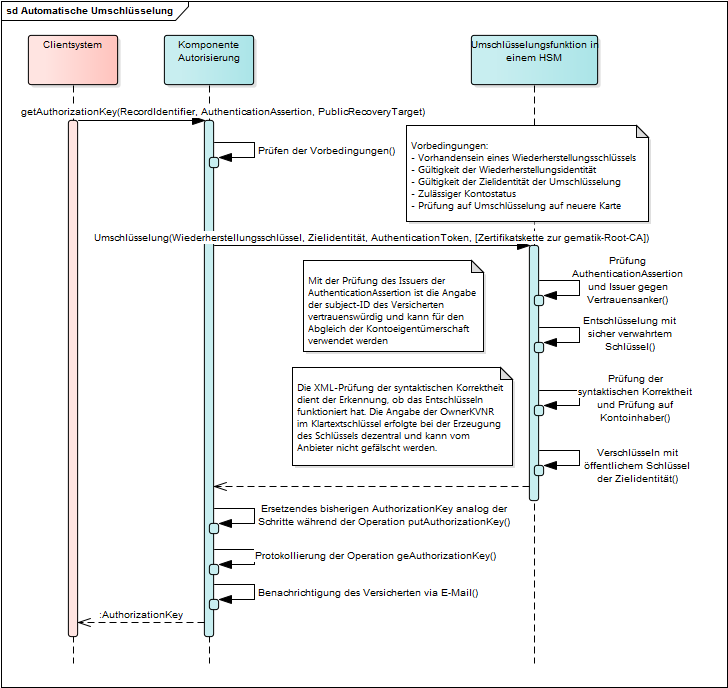 sd Automatische Umschlüsselung
Clientsystem
Komponente
Autorisierung
Umschlüsselungsfunktion in
einem HSM
getAuthorizationKey(RecordIdentifier, AuthenticationAssertion, PublicRecoveryTarget)
Prüfen der Vorbedingungen()
Vorbedingungen:
- Vorhandensein eines Wiederherstellungsschlüssels
- Gültigkeit der Wiederherstellungsidentität
- Gültigkeit der Zielidentität der Umschlüsselung
- Zulässiger Kontostatus
- Prüfung auf Umschlüsselung auf neuere Karte
Umschlüsselung(Wiederherstellungsschlüssel, Zielidentität, AuthenticationToken, [Zertifikatskette zur gematik-Root-CA])
Prüfung
AuthenticationAssertion
und Issuer gegen
Vertrauensanker()
Mit der Prüfung des Issuers der
AuthenticationAssertion ist die Angabe
der subject-ID des Versicherten
vertrauenswürdig und kann für den
Abgleich der Kontoeigentümerschaft
verwendet werden
Entschlüsselung mit
sicher verwahrtem
Schlüssel()
Die XML-Prüfung der syntaktischen Korrektheit
dient der Erkennung, ob das Entschlüseln
funktioniert hat. Die Angabe der OwnerKVNR
im Klartextschlüssel erfolgte bei der Erzeugung
des Schlüssels dezentral und kann vom
Anbieter nicht gefälscht werden.
Prüfung der
syntaktischen Korrektheit
und Prüfung auf
Kontoinhaber()
Verschlüseln mit
öffentlichem Schlüssel
der Zielidentität()
Ersetzendes bisherigen AuthorizationKey analog der
Schritte während der Operation putAuthorizationKey()
Protokollierung der Operation geAuthorizationKey()
Benachrichtigung des Versicherten via E-Mail()
:AuthorizationKey